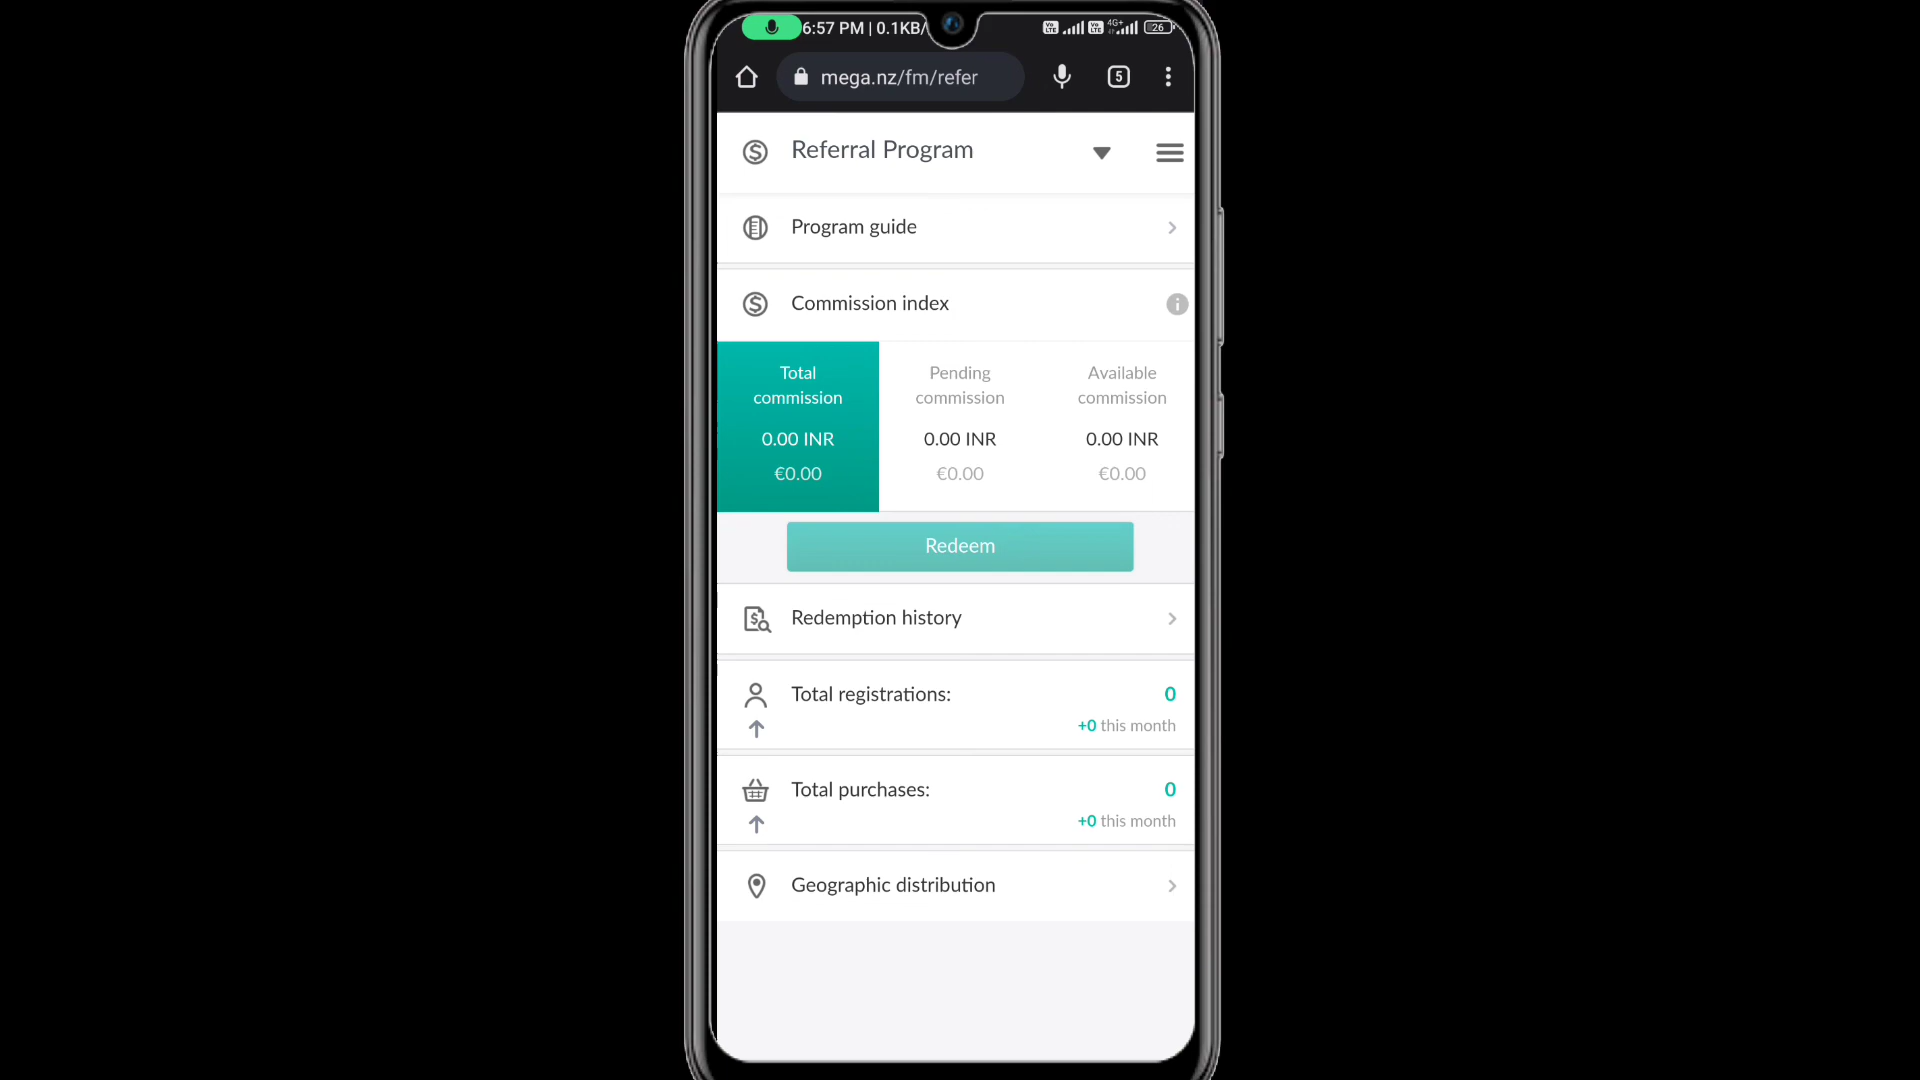 6:57 PM | 0.1KB/
4G+
26
mega.nz/fm/refer
5
Referral Program
Program guide
Commission index
Total commission
Pending commission
Available commission
0.00 INR
0.00 INR
0.00 INR
€0.00
€0.00
€0.00
Redeem
Redemption history
Total registrations:
0
+0 this month
Total purchases:
0
+0 this month
Geographic distribution